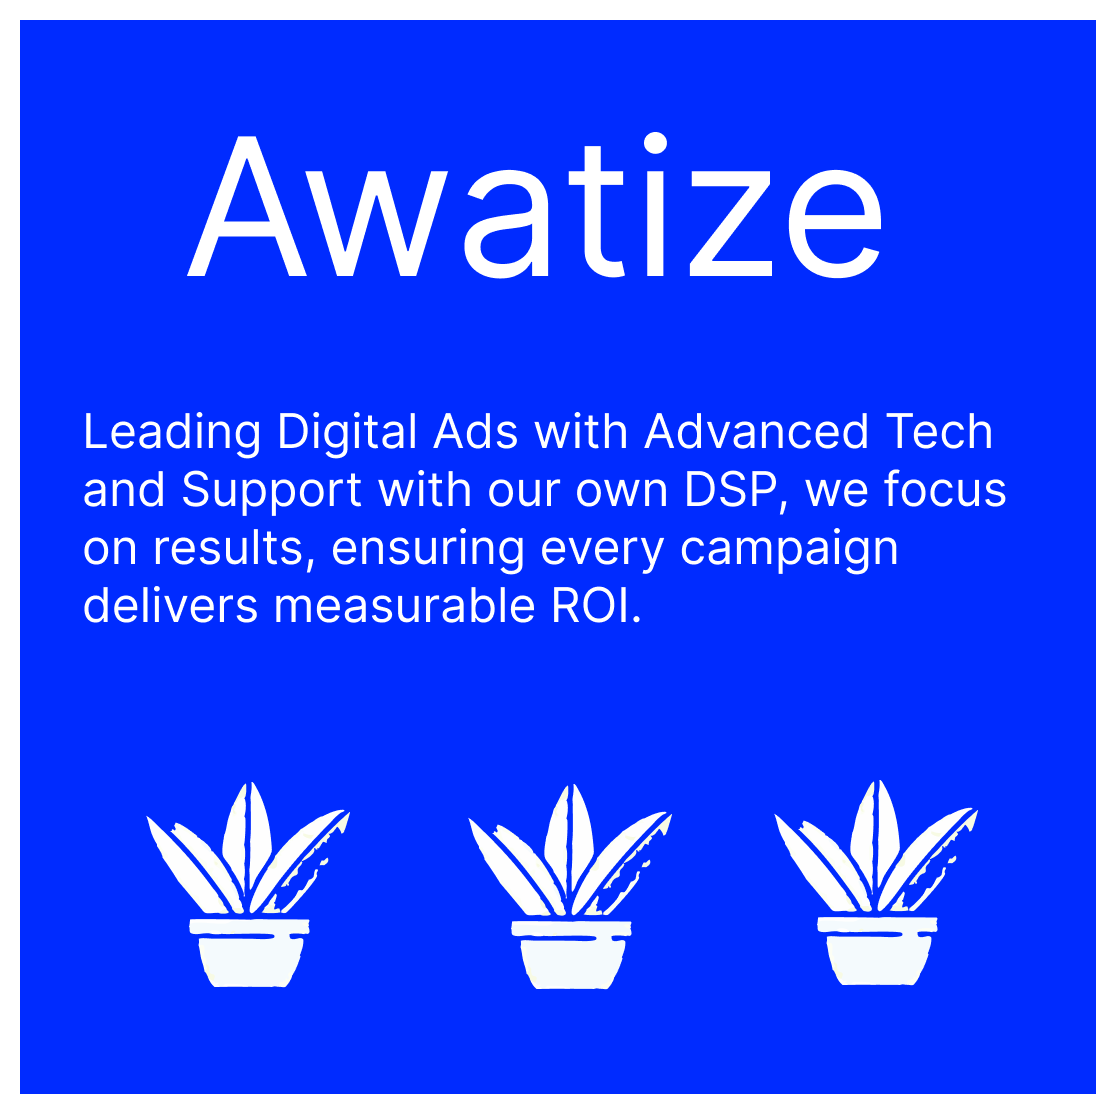 Awatize
Leading Digital Ads with Advanced Tech
and Support with our own DSP, we focus
on results, ensuring every campaign
delivers measurable ROI.